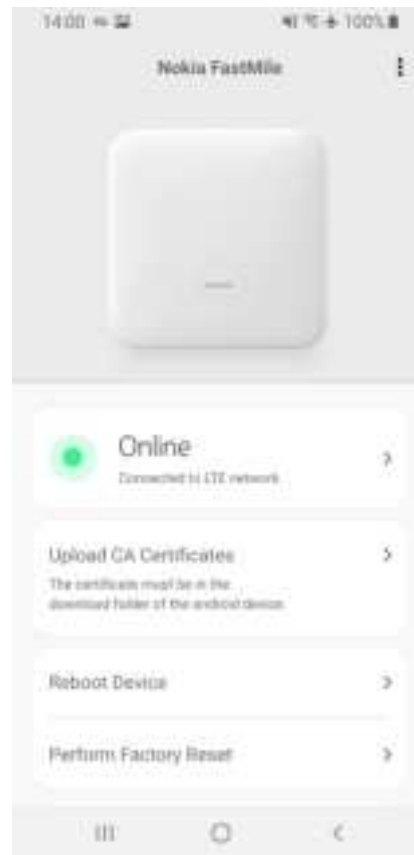 14:00 100%
Nokia FastMile
Online
Connected to LTE network
Upload CA Certificates
The certificate must be in the
download folder of the android device
Reboot Device
Perform Factory Reset